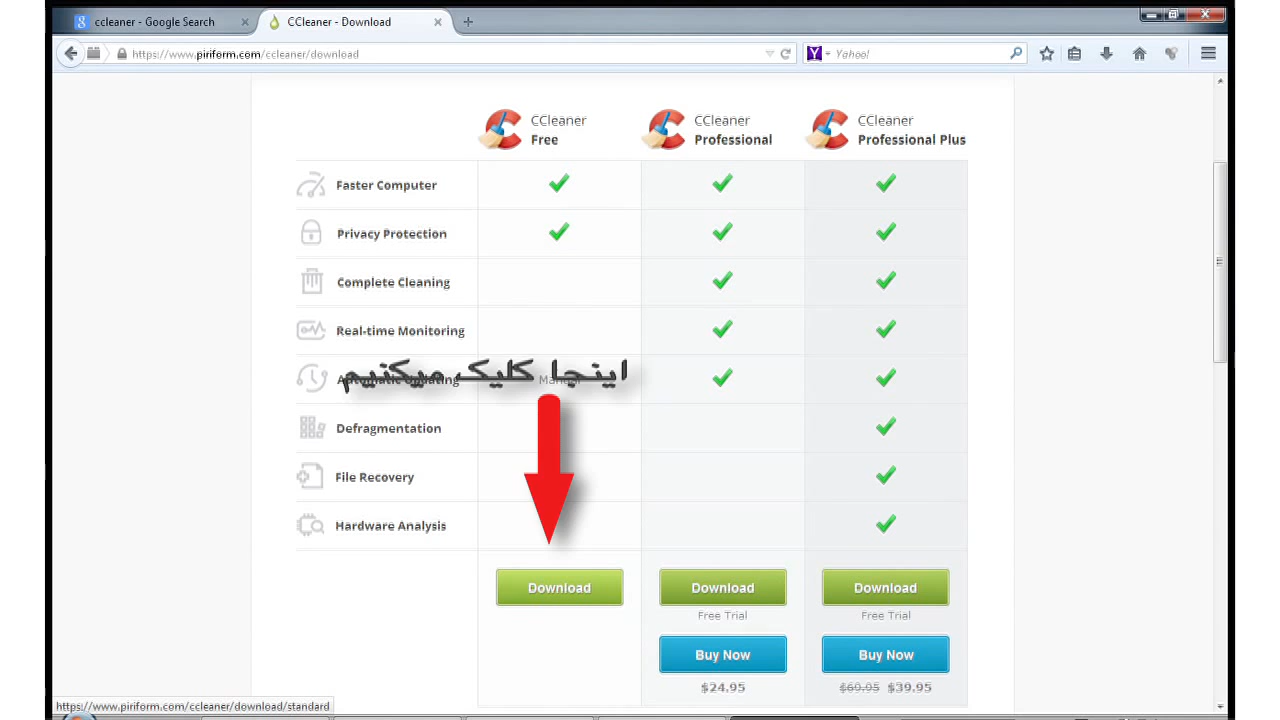 ccleaner - Google Search
CCleaner - Download
https://www.piriform.com/ccleaner/download
Yahoo!
CCleaner Free
CCleaner Professional
CCleaner Professional Plus
Faster Computer
Privacy Protection
Complete Cleaning
Real-time Monitoring
اینجا کلیک میکنیم
Automatic Updating
Defragmentation
File Recovery
Hardware Analysis
Download
Download
Download
Free Trial
Free Trial
Buy Now
Buy Now
$24.95
$69.95 $39.95
https://www.piriform.com/ccleaner/download/standard